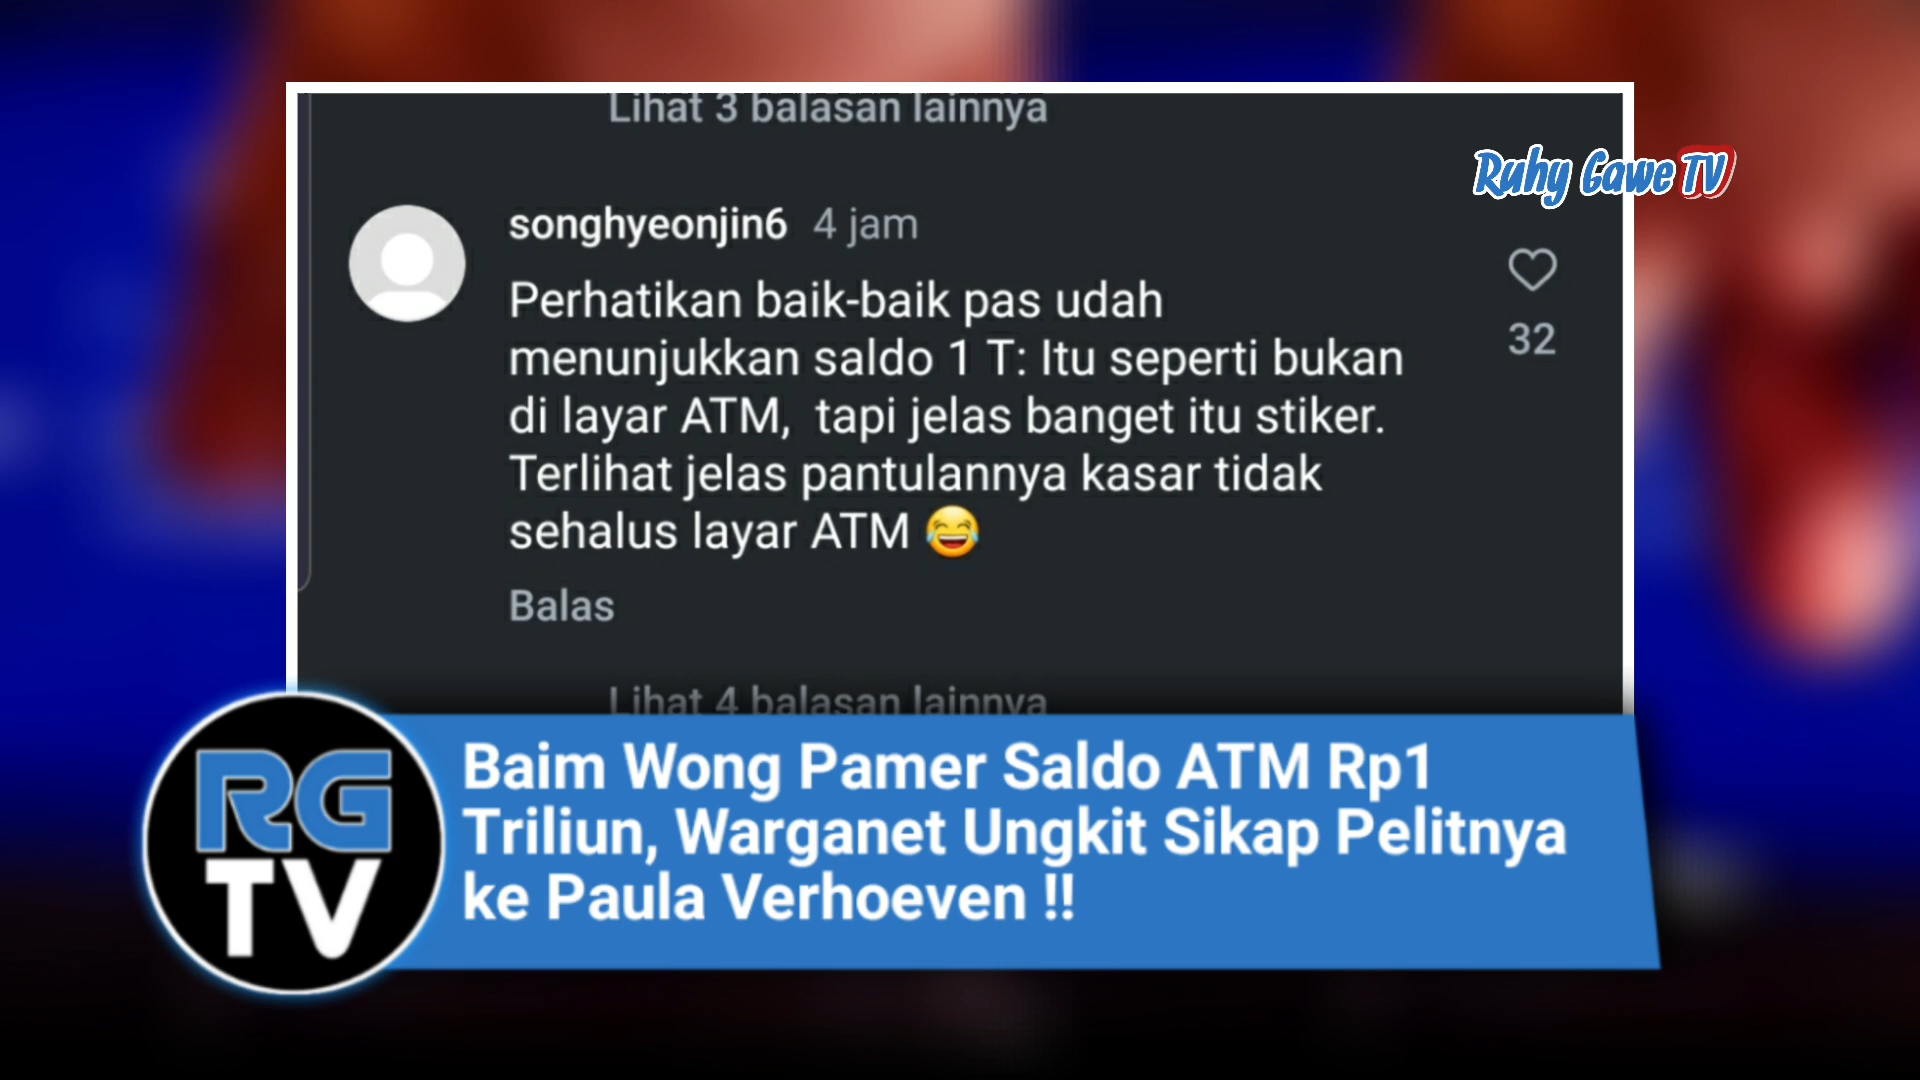 Lihat 3 balasan lainnya
Ruhy Gawe TV
songhyeonjin6 4 jam
Perhatikan baik-baik pas udah
menunjukkan saldo 1 T: Itu seperti bukan
di layar ATM, tapi jelas banget itu stiker.
Terlihat jelas pantulannya kasar tidak
sehalus layar ATM 😂
32
Balas
Lihat 4 balasan lainnya
RG
TV
Baim Wong Pamer Saldo ATM Rp1
Triliun, Warganet Ungkit Sikap Pelitnya
ke Paula Verhoeven !!